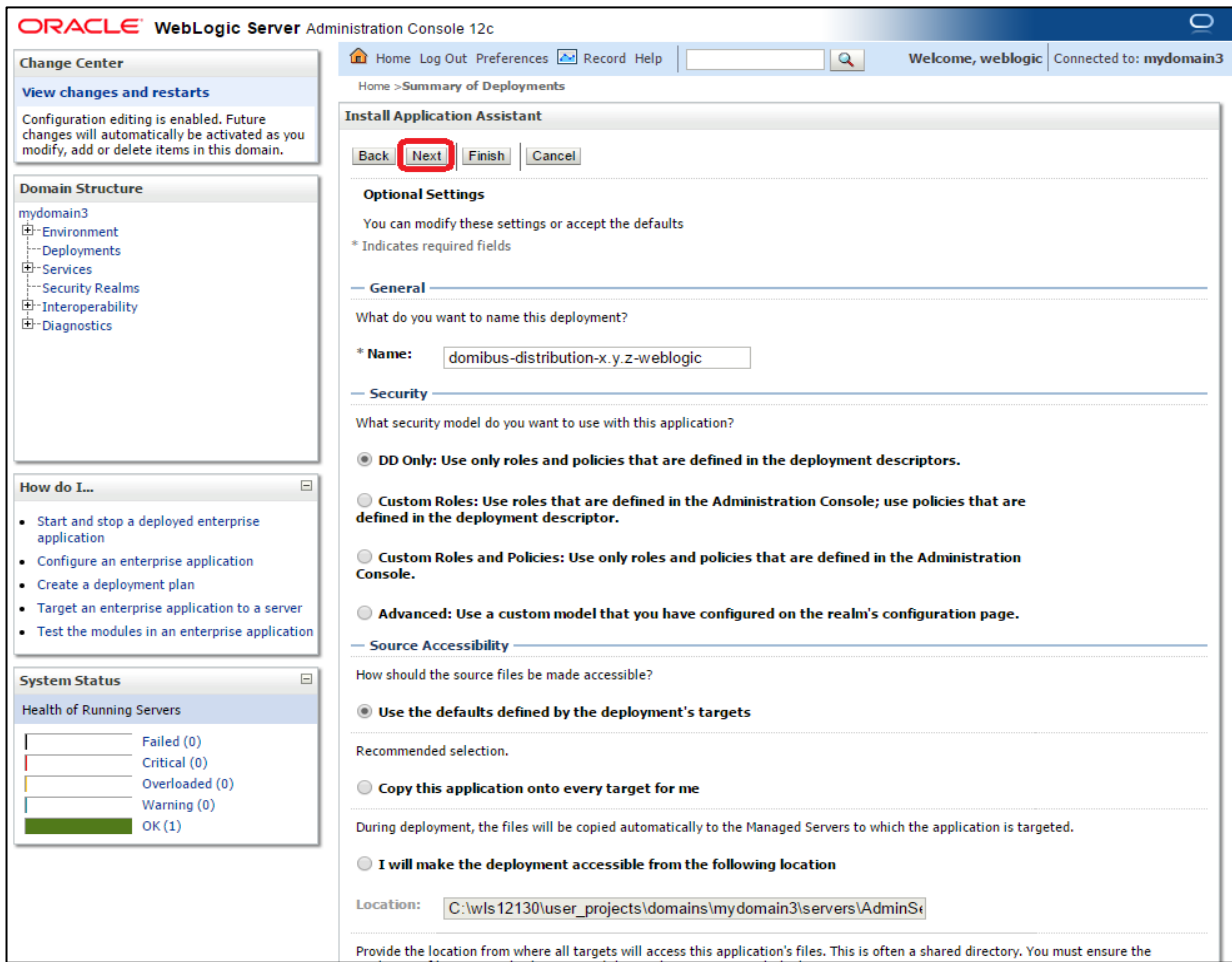 ORACLE WebLogic Server Administration Console 12c
Change Center
View changes and restarts
Configuration editing is enabled. Future
changes will automatically be activated as you
modify, add or delete items in this domain.
Domain Structure
mydomain3
Environment
Deployments
Services
Security Realms
Interoperability
Diagnostics
How do I...
Start and stop a deployed enterprise
application
Configure an enterprise application
Create a deployment plan
Target an enterprise application to a server
Test the modules in an enterprise application
System Status
Health of Running Servers
Failed (0)
Critical (0)
Overloaded (0)
Warning (0)
OK (1)
Home Log Out Preferences Record Help
Welcome, weblogic Connected to: mydomain3
Home >Summary of Deployments
Install Application Assistant
Back Next Finish Cancel
Optional Settings
You can modify these settings or accept the defaults
* Indicates required fields
General
What do you want to name this deployment?
* Name: domibus-distribution-x.y.z-weblogic
Security
What security model do you want to use with this application?
DD Only: Use only roles and policies that are defined in the deployment descriptors.
Custom Roles: Use roles that are defined in the Administration Console; use policies that are
defined in the deployment descriptor.
Custom Roles and Policies: Use only roles and policies that are defined in the Administration
Console.
Advanced: Use a custom model that you have configured on the realm's configuration page.
Source Accessibility
How should the source files be made accessible?
Use the defaults defined by the deployment's targets
Recommended selection.
Copy this application onto every target for me
During deployment, the files will be copied automatically to the Managed Servers to which the application is targeted.
I will make the deployment accessible from the following location
Location: C:\wls12130\user_projects\domains\mydomain3\servers\AdminSe
Provide the location from where all targets will access this application's files. This is often a shared directory. You must ensure the